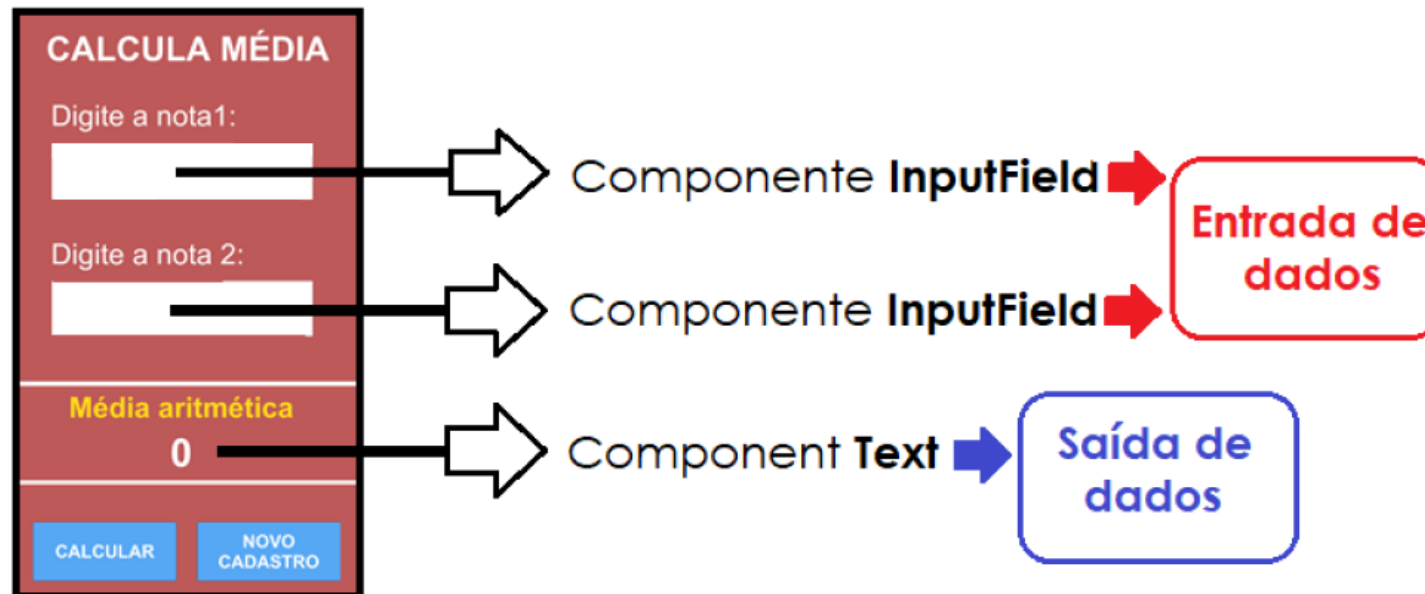 CALCULA MÉDIA
Digite a nota1:
Componente InputField
Entrada de
dados
Digite a nota 2:
Componente InputField
Média aritmética
0
Component Text
Saída de
dados
CALCULAR
NOVO
CADASTRO